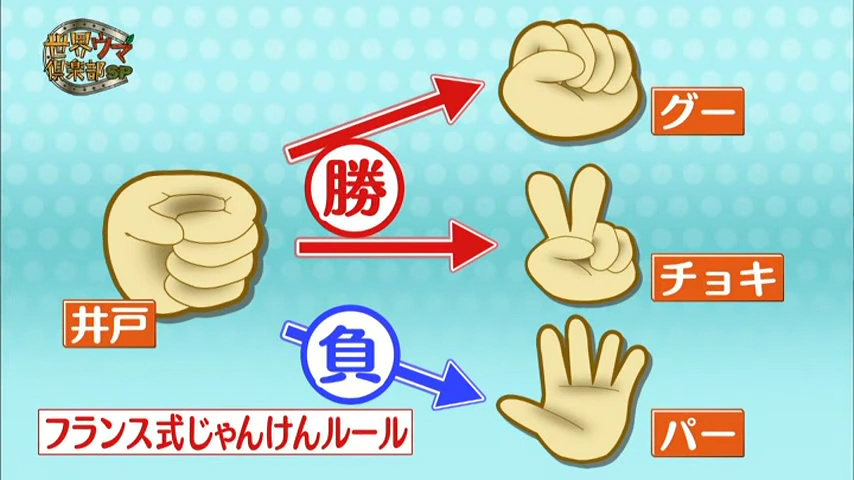 世界ウマ
倶楽部SP
グー
勝
チョキ
井戸
負
フランス式じゃんけんルール
パー